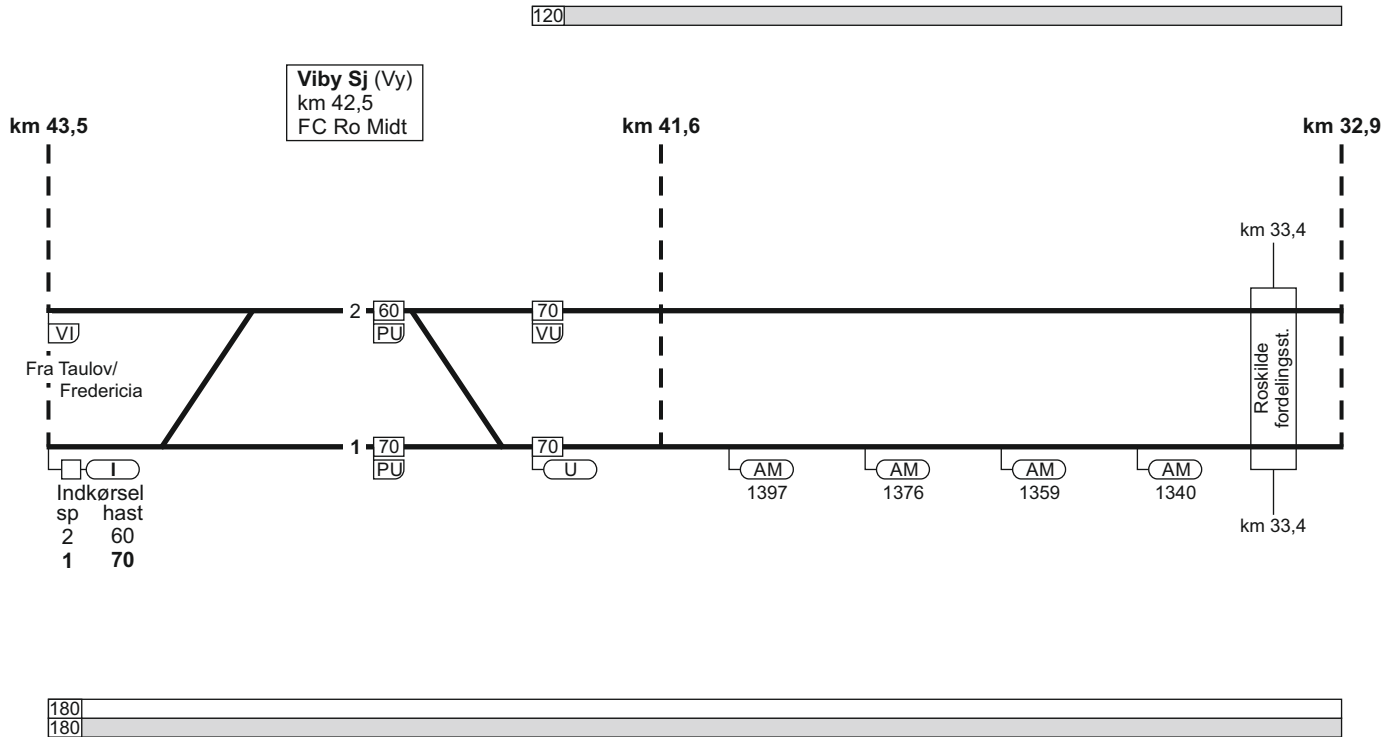 120
Viby Sj (Vy)
km 42,5
FC Ro Midt
km 43,5
km 41,6
km 32,9
km 33,4
2
60
70
VI
PU
VU
Fra Taulov/
Fredericia
Roskilde
fordelingsst.
1
70
70
I
PU
U
AM
AM
AM
AM
1397
1376
1359
1340
Indkørsel
sp hast
2 60
1 70
km 33,4
180
180